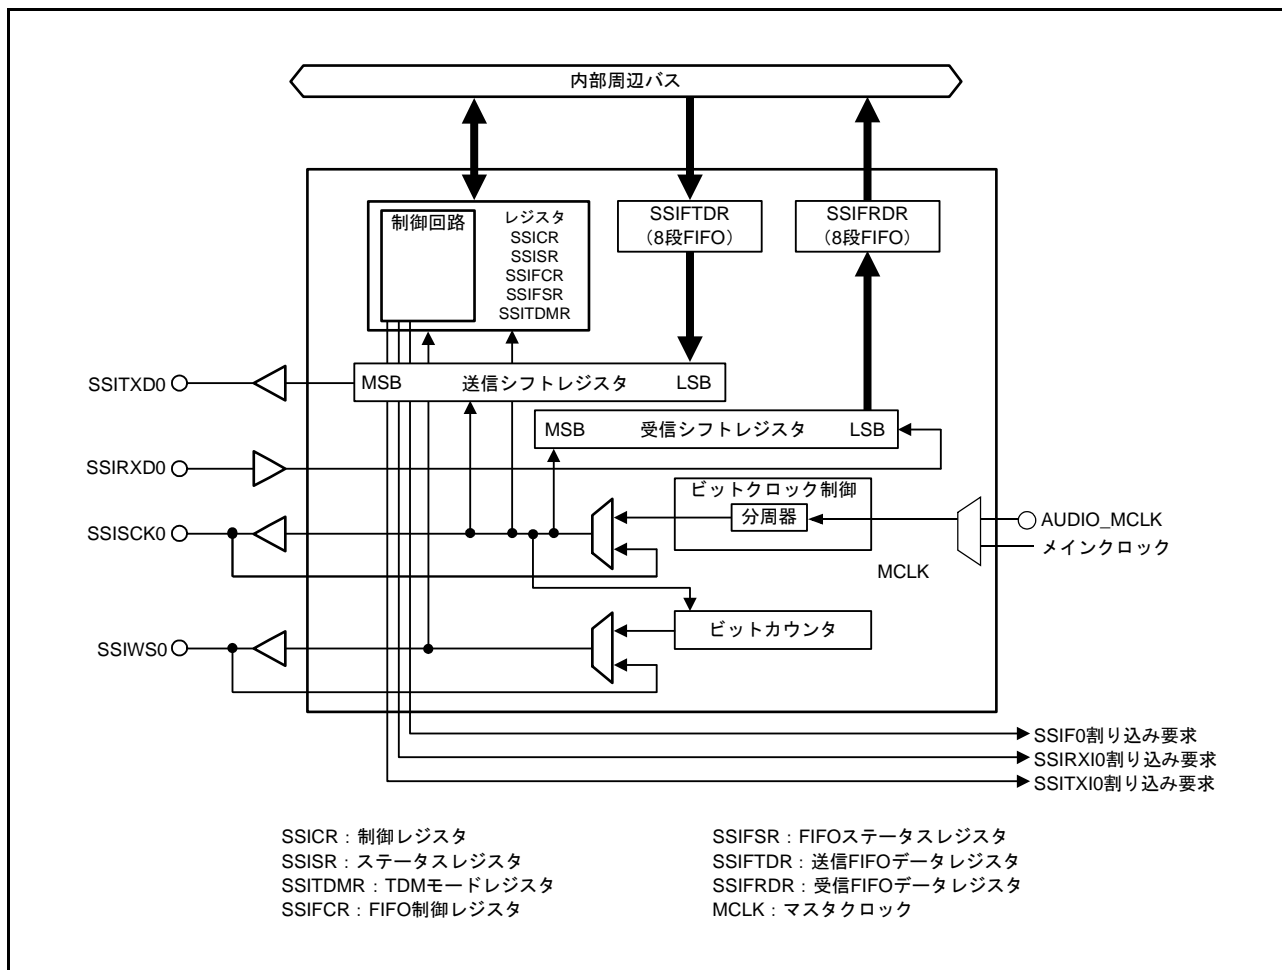 内部周辺バス
制御回路
レジスタ
SSICR
SSISR
SSIFCR
SSIFSR
SSITDMR
SSIFTDR
（8段FIFO）
SSIFRDR
（8段FIFO）
SSITXD0
MSB 送信シフトレジスタ LSB
MSB 受信シフトレジスタ LSB
SSIRXD0
ビットクロック制御
分周器
SSISCK0
AUDIO_MCLK
メインクロック
MCLK
ビットカウンタ
SSIWS0
SSIF0割り込み要求
SSIRXI0割り込み要求
SSITXI0割り込み要求
SSICR：制御レジスタ
SSISR：ステータスレジスタ
SSITDMR：TDMモードレジスタ
SSIFCR：FIFO制御レジスタ
SSIFSR：FIFOステータスレジスタ
SSIFTDR：送信FIFOデータレジスタ
SSIFRDR：受信FIFOデータレジスタ
MCLK：マスタクロック